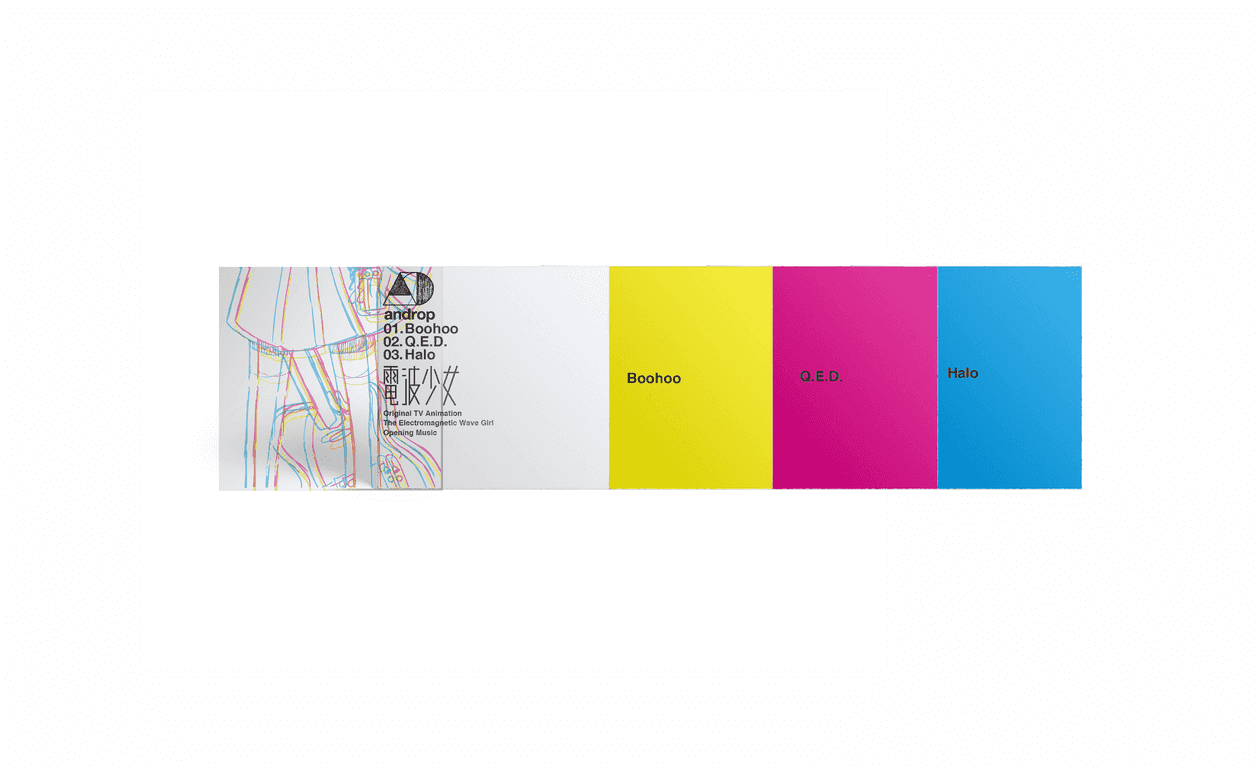 AD
androp
01. Boohoo
02. Q.E.D.
03. Halo
電波少女
Original TV Animation
The Electromagnetic Wave Girl
Opening Music
Boohoo
Q.E.D.
Halo